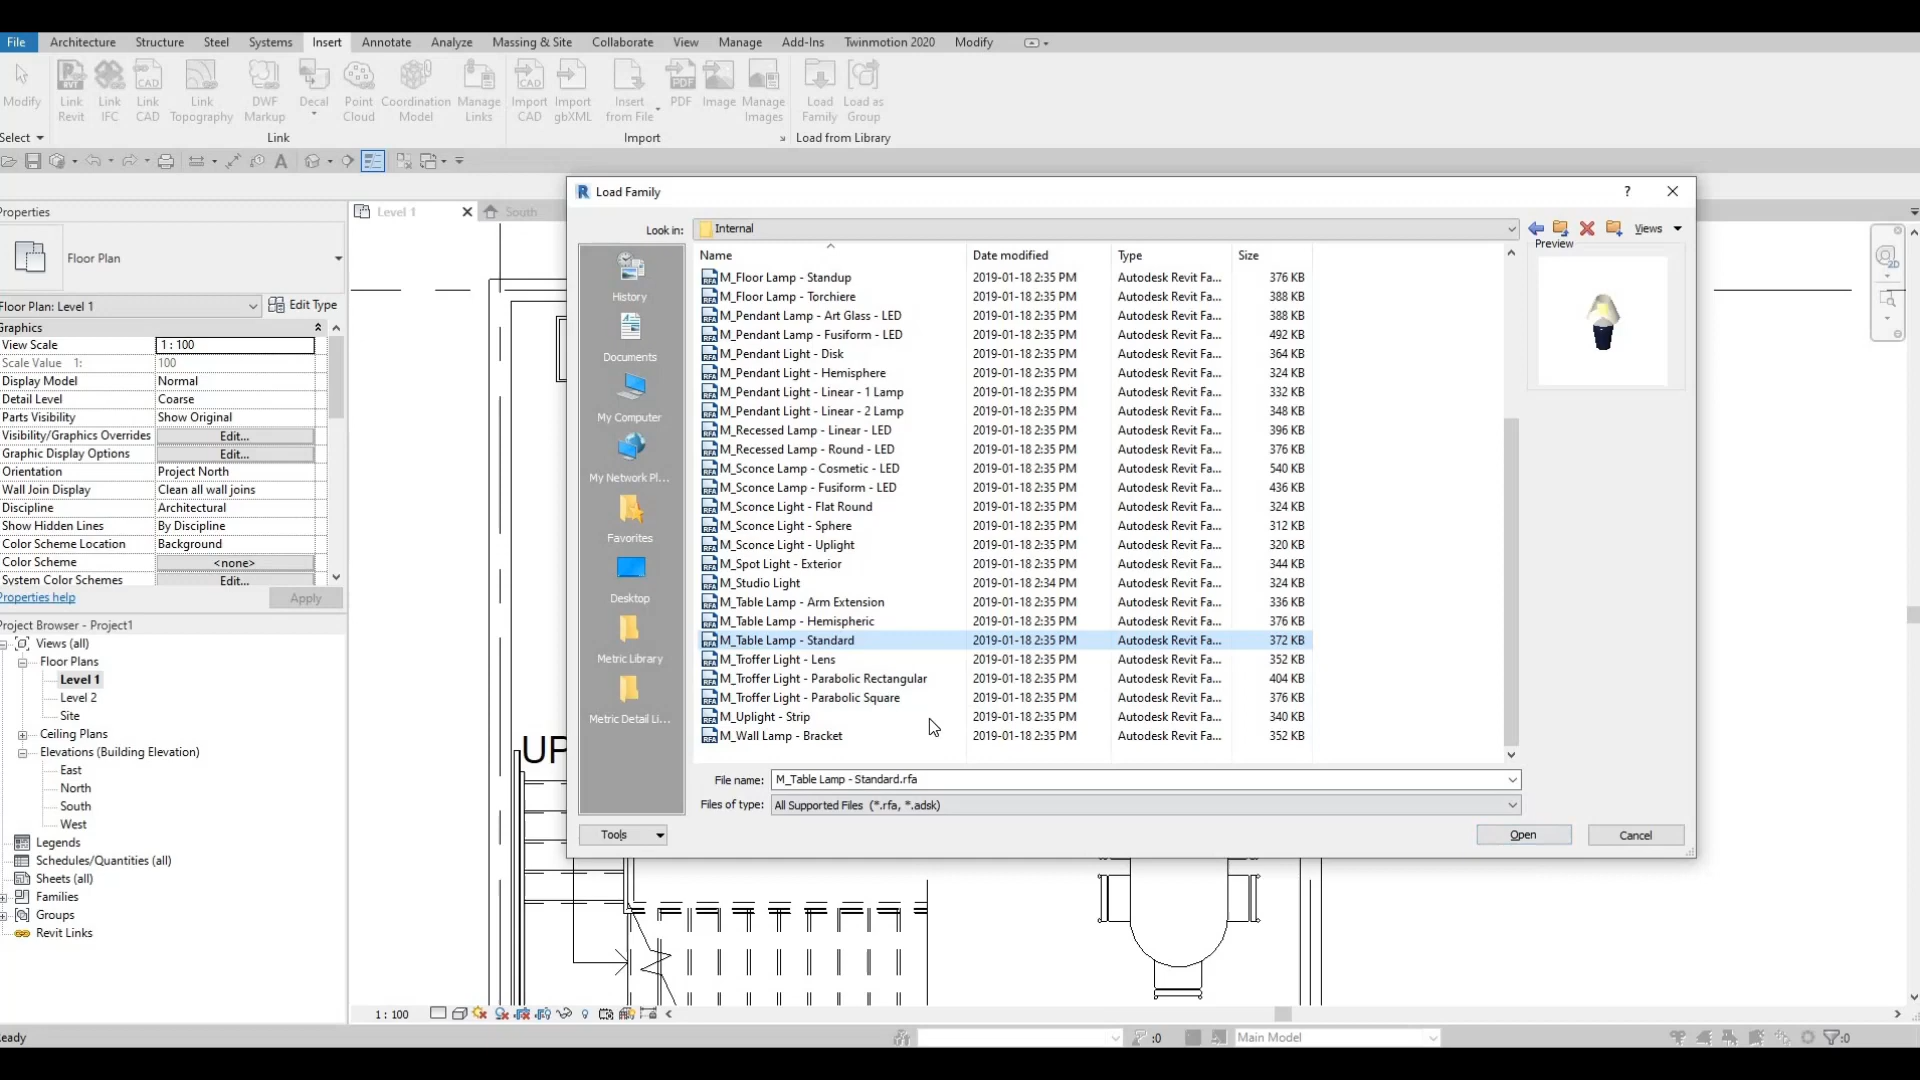 File Architecture Structure Steel Systems Insert Annotate Analyze Massing & Site Collaborate View Manage Add-Ins Twinmotion 2020 Modify
Modify
Link Revit
Link IFC
Link CAD
Link Topography
DWF Markup
Decal
Point Cloud
Coordination Model
Manage Links
Import CAD
Import gbXML
Insert from File
PDF
Image
Manage Images
Load Family
Load as Group
Select
Link
Import
Load from Library
Properties
Floor Plan
Floor Plan: Level 1
Edit Type
Graphics
View Scale 1 : 100
Scale Value 1: 100
Display Model Normal
Detail Level Coarse
Parts Visibility Show Original
Visibility/Graphics Overrides Edit...
Graphic Display Options Edit...
Orientation Project North
Wall Join Display Clean all wall joins
Discipline Architectural
Show Hidden Lines By Discipline
Color Scheme Location Background
Color Scheme <none>
System Color Schemes Edit...
Properties help
Apply
Project Browser - Project1
Views (all)
Floor Plans
Level 1
Level 2
Site
Ceiling Plans
Elevations (Building Elevation)
East
North
South
West
Legends
Schedules/Quantities (all)
Sheets (all)
Families
Groups
Revit Links
Level 1
South
UP
Load Family
Look in: Internal
Views
Preview
History
Documents
My Computer
My Network Pl...
Favorites
Desktop
Metric Library
Metric Detail Li...
Name Date modified Type Size
M_Floor Lamp - Standup 2019-01-18 2:35 PM Autodesk Revit Fa... 376 KB
M_Floor Lamp - Torchiere 2019-01-18 2:35 PM Autodesk Revit Fa... 388 KB
M_Pendant Lamp - Art Glass - LED 2019-01-18 2:35 PM Autodesk Revit Fa... 388 KB
M_Pendant Lamp - Fusiform - LED 2019-01-18 2:35 PM Autodesk Revit Fa... 492 KB
M_Pendant Light - Disk 2019-01-18 2:35 PM Autodesk Revit Fa... 364 KB
M_Pendant Light - Hemisphere 2019-01-18 2:35 PM Autodesk Revit Fa... 324 KB
M_Pendant Light - Linear - 1 Lamp 2019-01-18 2:35 PM Autodesk Revit Fa... 332 KB
M_Pendant Light - Linear - 2 Lamp 2019-01-18 2:35 PM Autodesk Revit Fa... 348 KB
M_Recessed Lamp - Linear - LED 2019-01-18 2:35 PM Autodesk Revit Fa... 396 KB
M_Recessed Lamp - Round - LED 2019-01-18 2:35 PM Autodesk Revit Fa... 376 KB
M_Sconce Lamp - Cosmetic - LED 2019-01-18 2:35 PM Autodesk Revit Fa... 540 KB
M_Sconce Lamp - Fusiform - LED 2019-01-18 2:35 PM Autodesk Revit Fa... 436 KB
M_Sconce Light - Flat Round 2019-01-18 2:35 PM Autodesk Revit Fa... 324 KB
M_Sconce Light - Sphere 2019-01-18 2:35 PM Autodesk Revit Fa... 312 KB
M_Sconce Light - Uplight 2019-01-18 2:35 PM Autodesk Revit Fa... 320 KB
M_Spot Light - Exterior 2019-01-18 2:35 PM Autodesk Revit Fa... 344 KB
M_Studio Light 2019-01-18 2:34 PM Autodesk Revit Fa... 324 KB
M_Table Lamp - Arm Extension 2019-01-18 2:35 PM Autodesk Revit Fa... 336 KB
M_Table Lamp - Hemispheric 2019-01-18 2:35 PM Autodesk Revit Fa... 376 KB
M_Table Lamp - Standard 2019-01-18 2:35 PM Autodesk Revit Fa... 372 KB
M_Troffer Light - Lens 2019-01-18 2:35 PM Autodesk Revit Fa... 352 KB
M_Troffer Light - Parabolic Rectangular 2019-01-18 2:35 PM Autodesk Revit Fa... 404 KB
M_Troffer Light - Parabolic Square 2019-01-18 2:35 PM Autodesk Revit Fa... 376 KB
M_Uplight - Strip 2019-01-18 2:35 PM Autodesk Revit Fa... 340 KB
M_Wall Lamp - Bracket 2019-01-18 2:35 PM Autodesk Revit Fa... 352 KB
File name: M_Table Lamp - Standard.rfa
Files of type: All Supported Files (*.rfa, *.adsk)
Tools
Open
Cancel
1 : 100
eady
:0
Main Model
:0